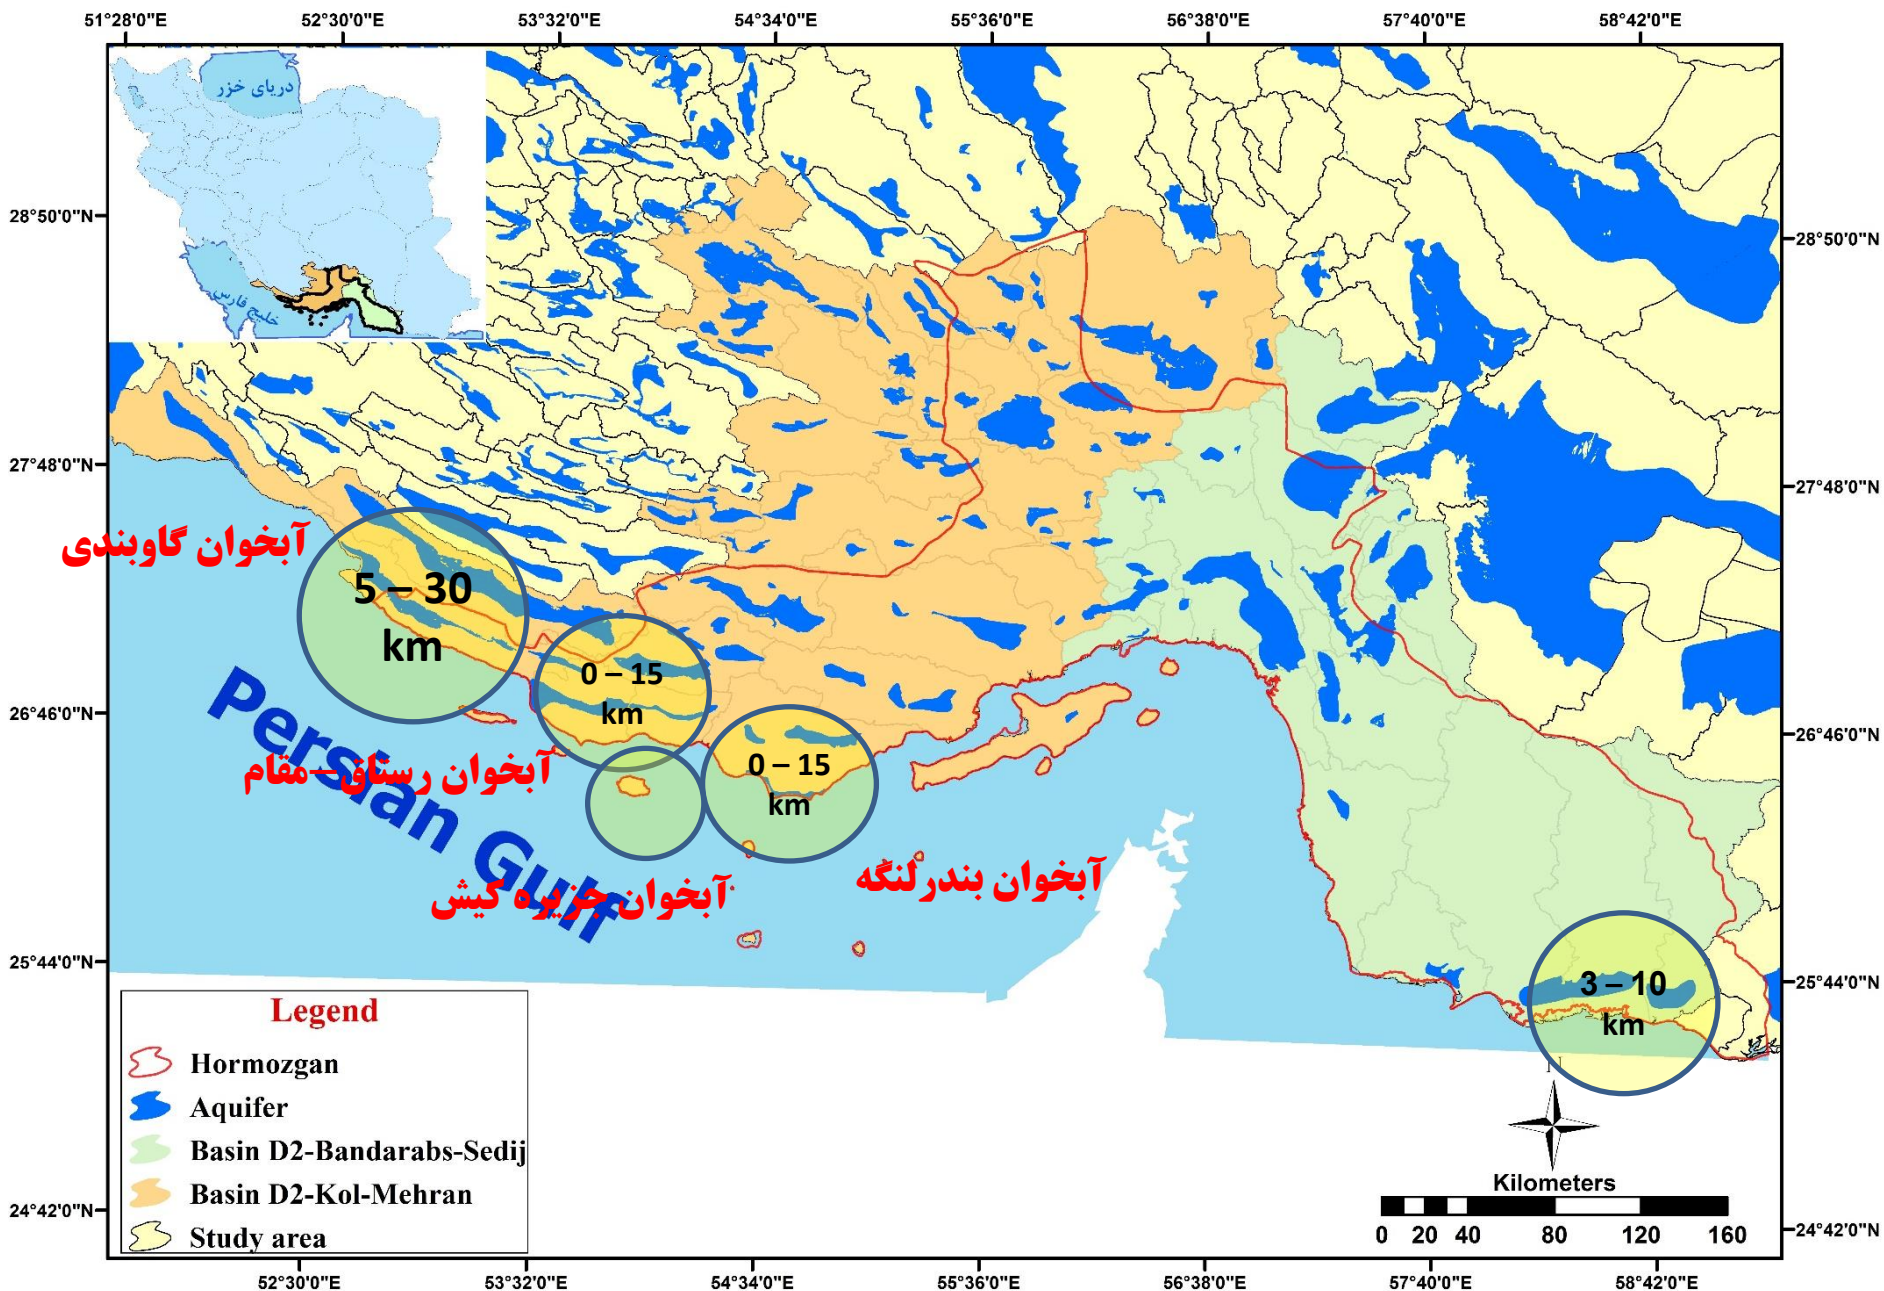 51°28'0"E 52°30'0"E 53°32'0"E 54°34'0"E 55°36'0"E 56°38'0"E 57°40'0"E 58°42'0"E
دریای خزر
خلیج فارس
28°50'0"N
28°50'0"N
27°48'0"N
27°48'0"N
آبخوان گاوبندی
5 – 30
km
0 – 15
km
26°46'0"N
26°46'0"N
Persian Gulf
آبخوان رستاق-مقام
0 – 15
km
آبخوان بندرلنگه
آبخوان جزیره کیش
25°44'0"N
25°44'0"N
3 – 10
km
Legend
Hormozgan
Aquifer
Basin D2-Bandarabs-Sedij
Basin D2-Kol-Mehran
Study area
N
Kilometers
0 20 40 80 120 160
24°42'0"N
24°42'0"N
52°30'0"E 53°32'0"E 54°34'0"E 55°36'0"E 56°38'0"E 57°40'0"E 58°42'0"E